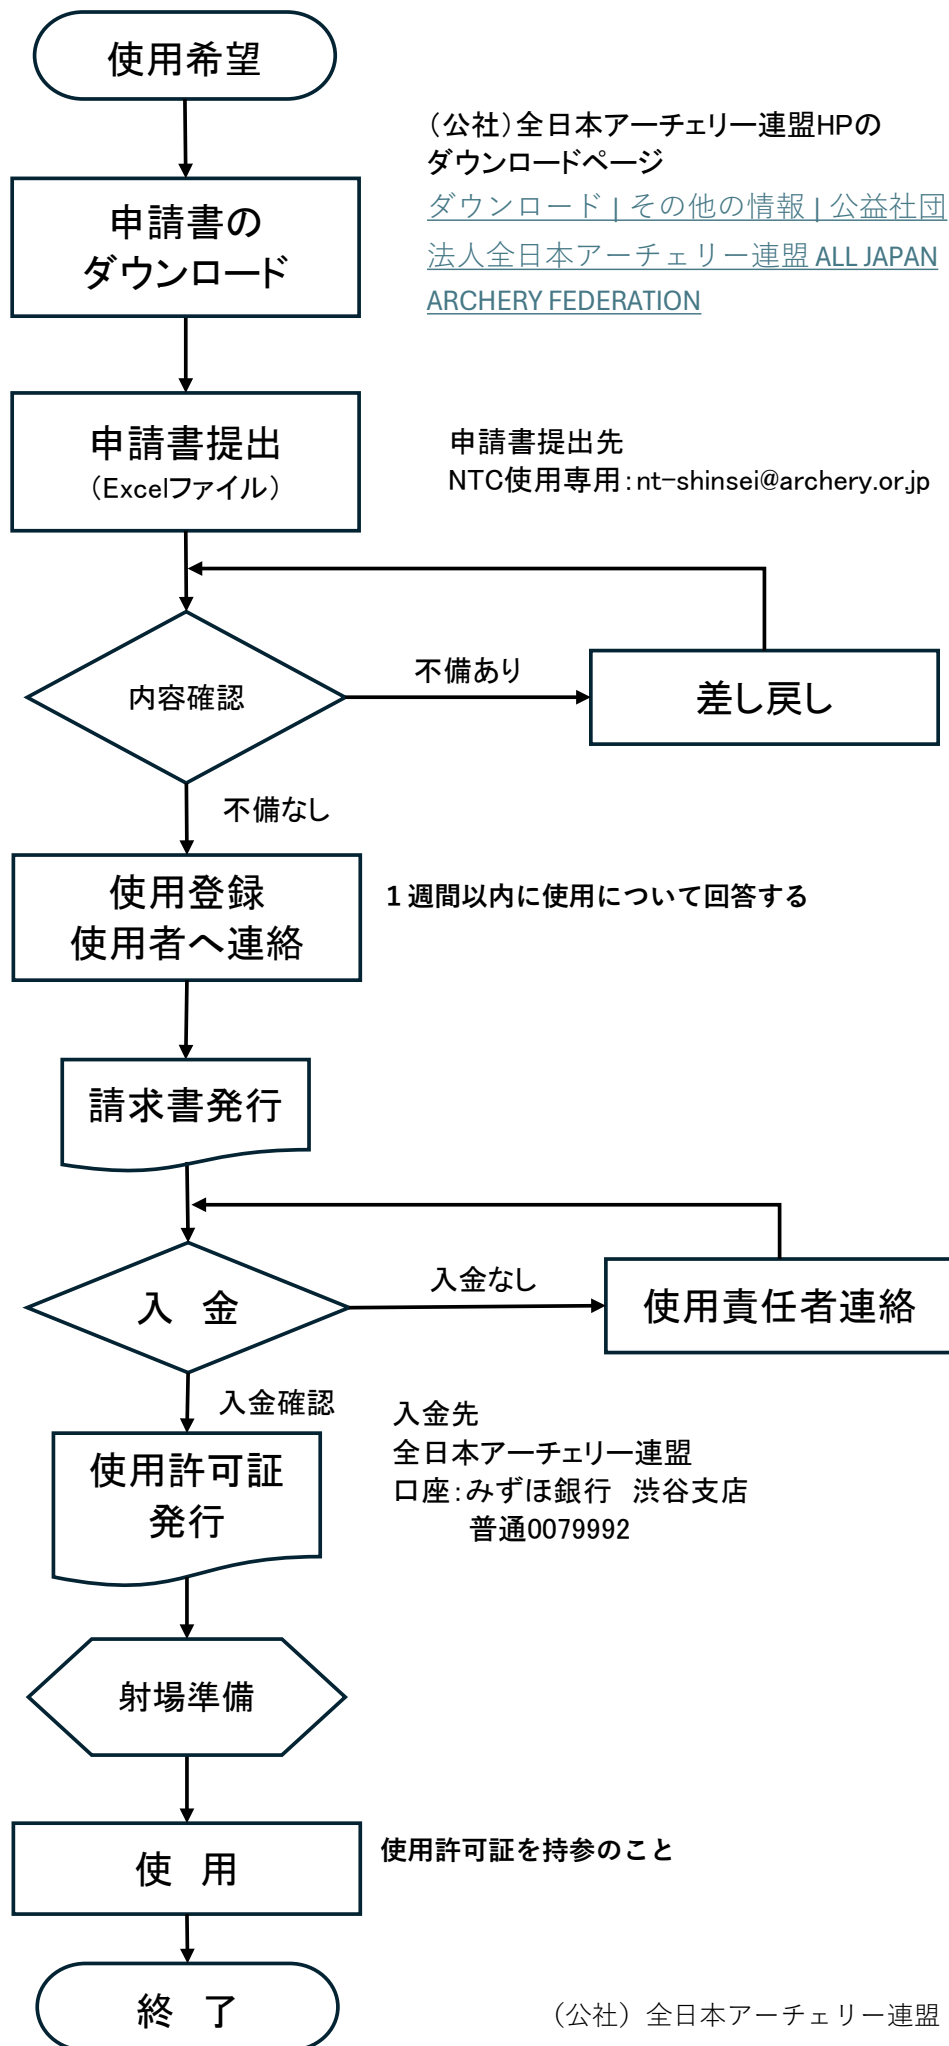 使用希望
(公社)全日本アーチェリー連盟HPの
ダウンロードページ
ダウンロード | その他の情報 | 公益社団
法人全日本アーチェリー連盟 ALL JAPAN
ARCHERY FEDERATION
申請書の
ダウンロード
申請書提出
(Excelファイル)
申請書提出先
NTC使用専用:nt-shinsei@archery.or.jp
内容確認
不備あり
差し戻し
不備なし
使用登録
使用者へ連絡
1週間以内に使用について回答する
請求書発行
入 金
入金なし
使用責任者連絡
入金確認
入金先
全日本アーチェリー連盟
口座:みずほ銀行 渋谷支店
普通0079992
使用許可証
発行
射場準備
使 用
使用許可証を持参のこと
終 了
(公社)全日本アーチェリー連盟